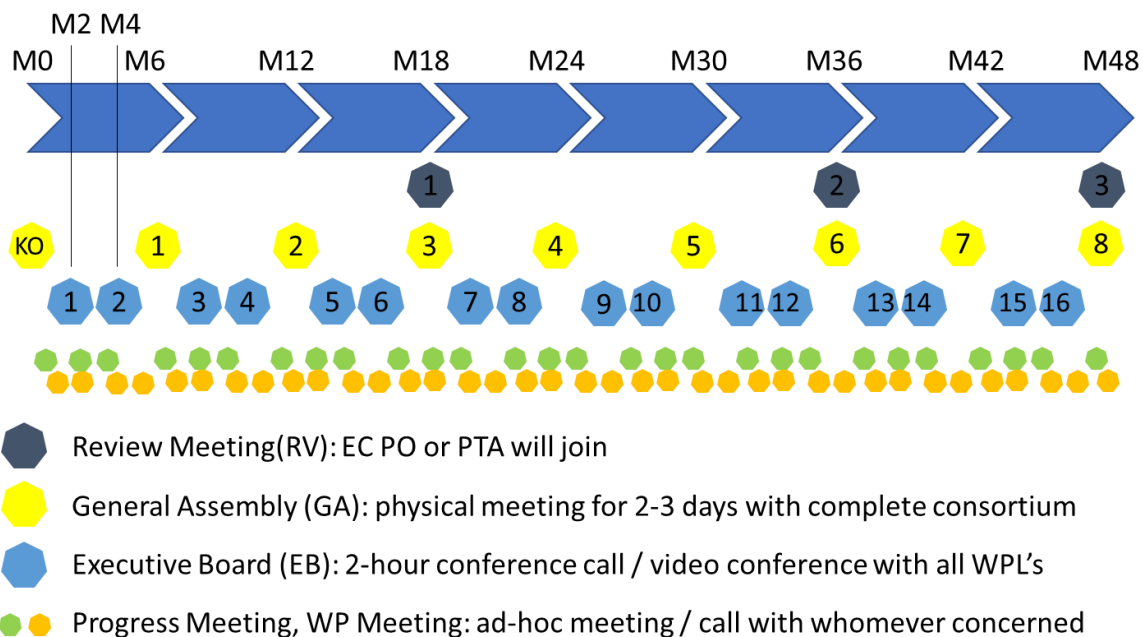 M2 M4
M0 M6 M12 M18 M24 M30 M36 M42 M48
1 2 3
KO 1 2 3 4 5 6 7 8
1 2 3 4 5 6 7 8 9 10 11 12 13 14 15 16
Review Meeting(RV): EC PO or PTA will join
General Assembly (GA): physical meeting for 2-3 days with complete consortium
Executive Board (EB): 2-hour conference call / video conference with all WPL’s
Progress Meeting, WP Meeting: ad-hoc meeting / call with whomever concerned